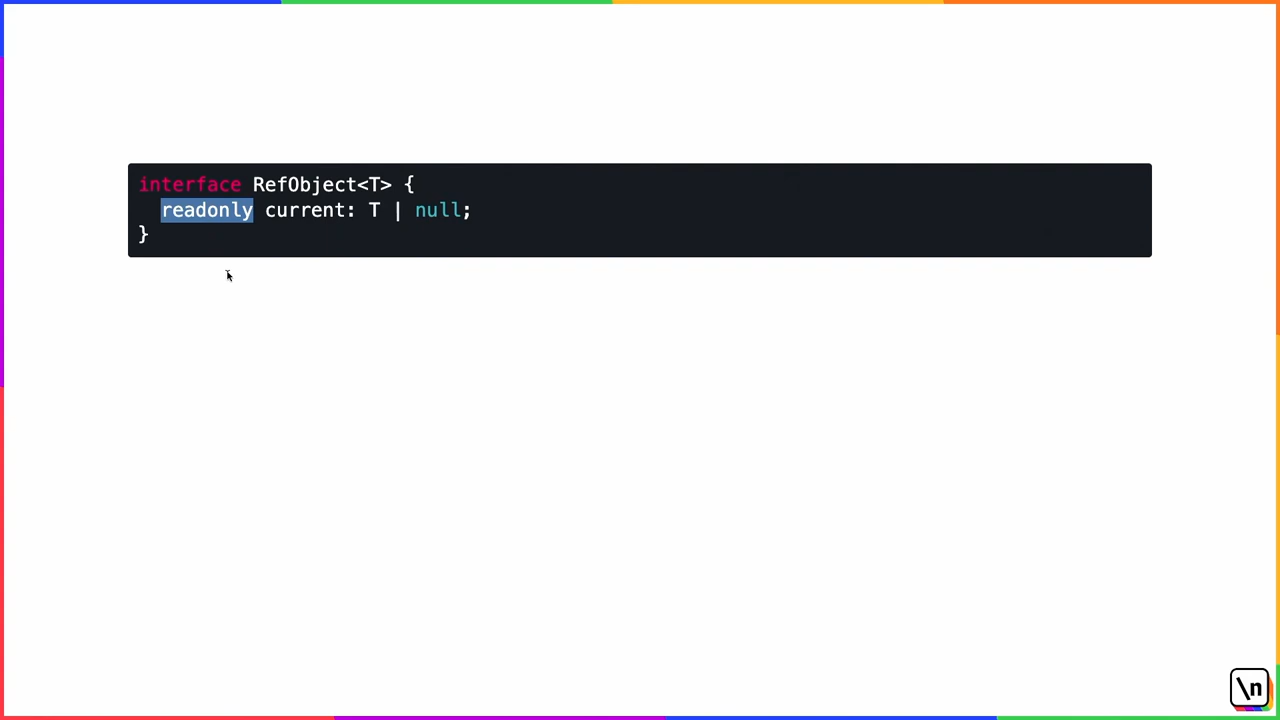 interface RefObject<T> {
  readonly current: T | null;
}
\n